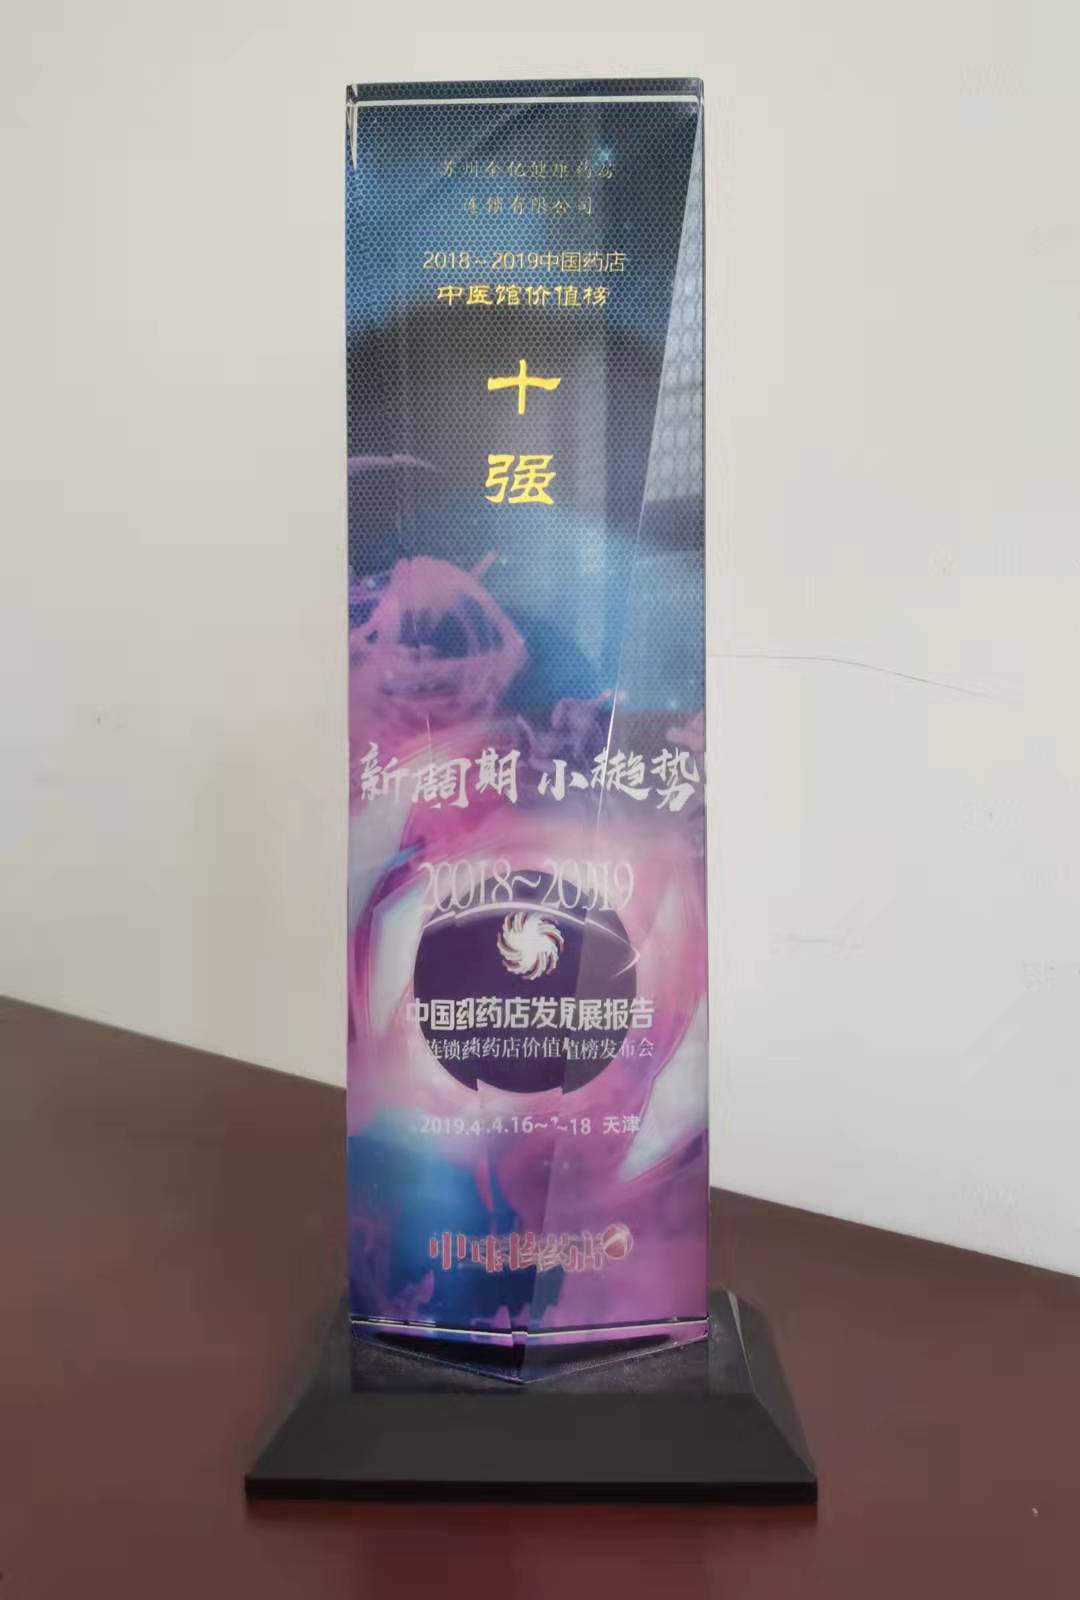 苏州全亿健康药房
连锁有限公司
2018~2019中国药店
中医馆价值榜
十
强
新周期 小趋势
2018~2019
中国药店发展报告
连锁药店价值榜发布会
2019.4.16~18 天津
中国药店